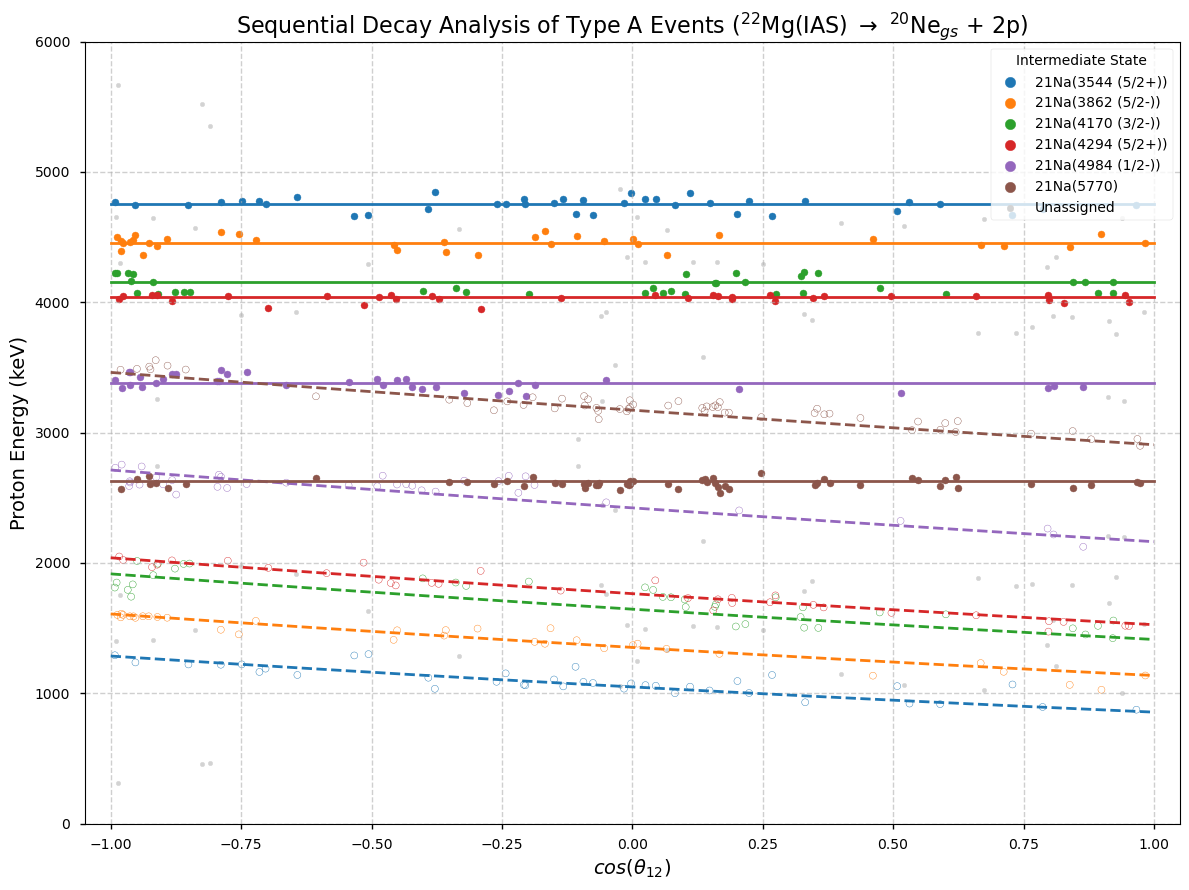 Sequential Decay Analysis of Type A Events (²²Mg(IAS) → ²⁰Ne_gs + 2p)
Intermediate State
21Na(3544 (5/2+))
21Na(3862 (5/2-))
21Na(4170 (3/2-))
21Na(4294 (5/2+))
21Na(4984 (1/2-))
21Na(5770)
Unassigned
Proton Energy (keV)
6000
5000
4000
3000
2000
1000
0
−1.00 −0.75 −0.50 −0.25 0.00 0.25 0.50 0.75 1.00
cos(θ₁₂)